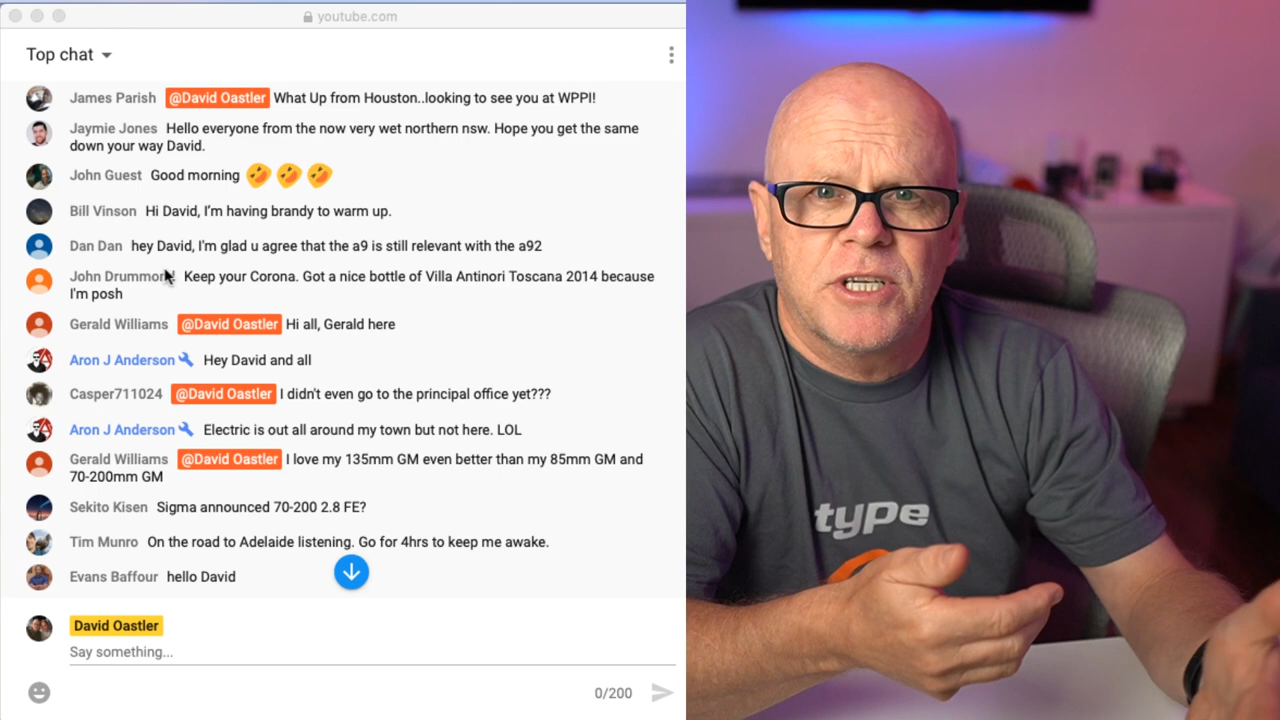 youtube.com
Top chat
James Parish @David Oastler What Up from Houston..looking to see you at WPPI!
Jaymie Jones Hello everyone from the now very wet northern nsw. Hope you get the same
down your way David.
John Guest Good morning 🤣 🤣 🤣
Bill Vinson Hi David, I'm having brandy to warm up.
Dan Dan hey David, I'm glad u agree that the a9 is still relevant with the a92
John Drummond Keep your Corona. Got a nice bottle of Villa Antinori Toscana 2014 because
I'm posh
Gerald Williams @David Oastler Hi all, Gerald here
Aron J Anderson Hey David and all
Casper711024 @David Oastler I didn't even go to the principal office yet???
Aron J Anderson Electric is out all around my town but not here. LOL
Gerald Williams @David Oastler I love my 135mm GM even better than my 85mm GM and
70-200mm GM
Sekito Kisen Sigma announced 70-200 2.8 FE?
Tim Munro On the road to Adelaide listening. Go for 4hrs to keep me awake.
Evans Baffour hello David
David Oastler
Say something...
0/200
type